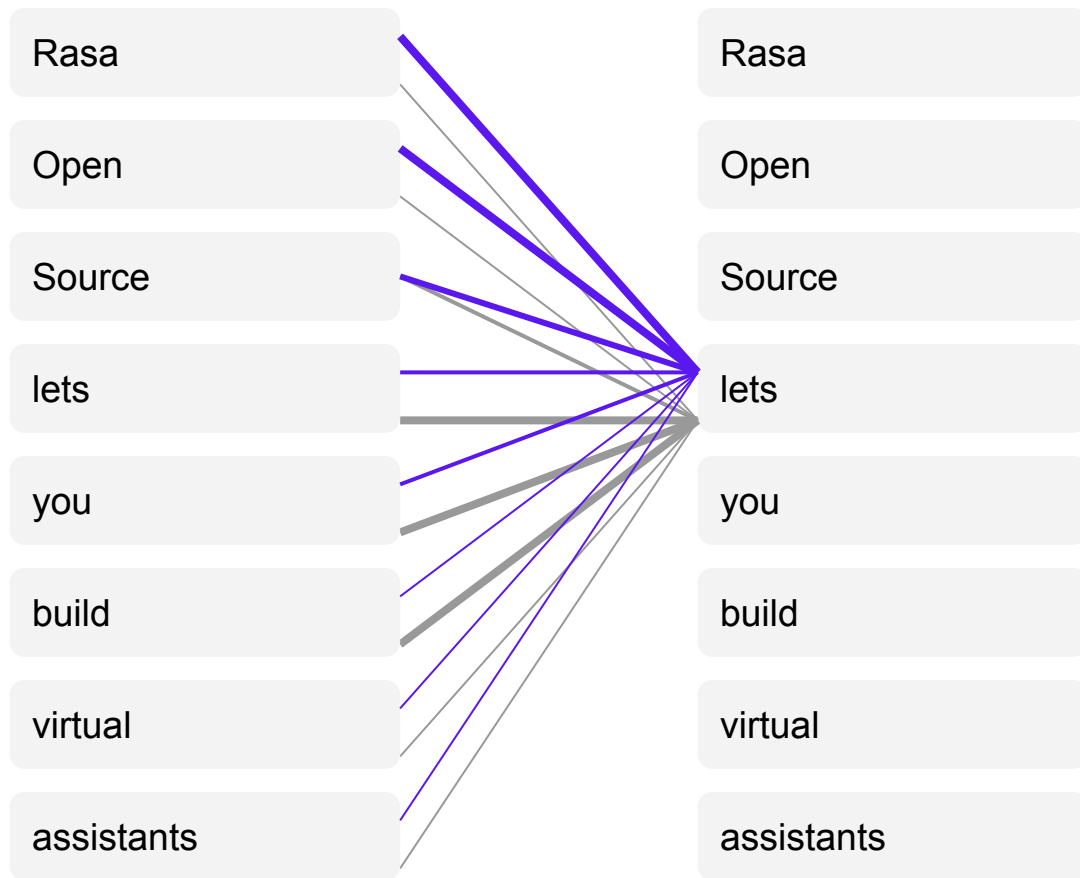 Rasa
Open
Source
lets
you
build
virtual
assistants
Rasa
Open
Source
lets
you
build
virtual
assistants